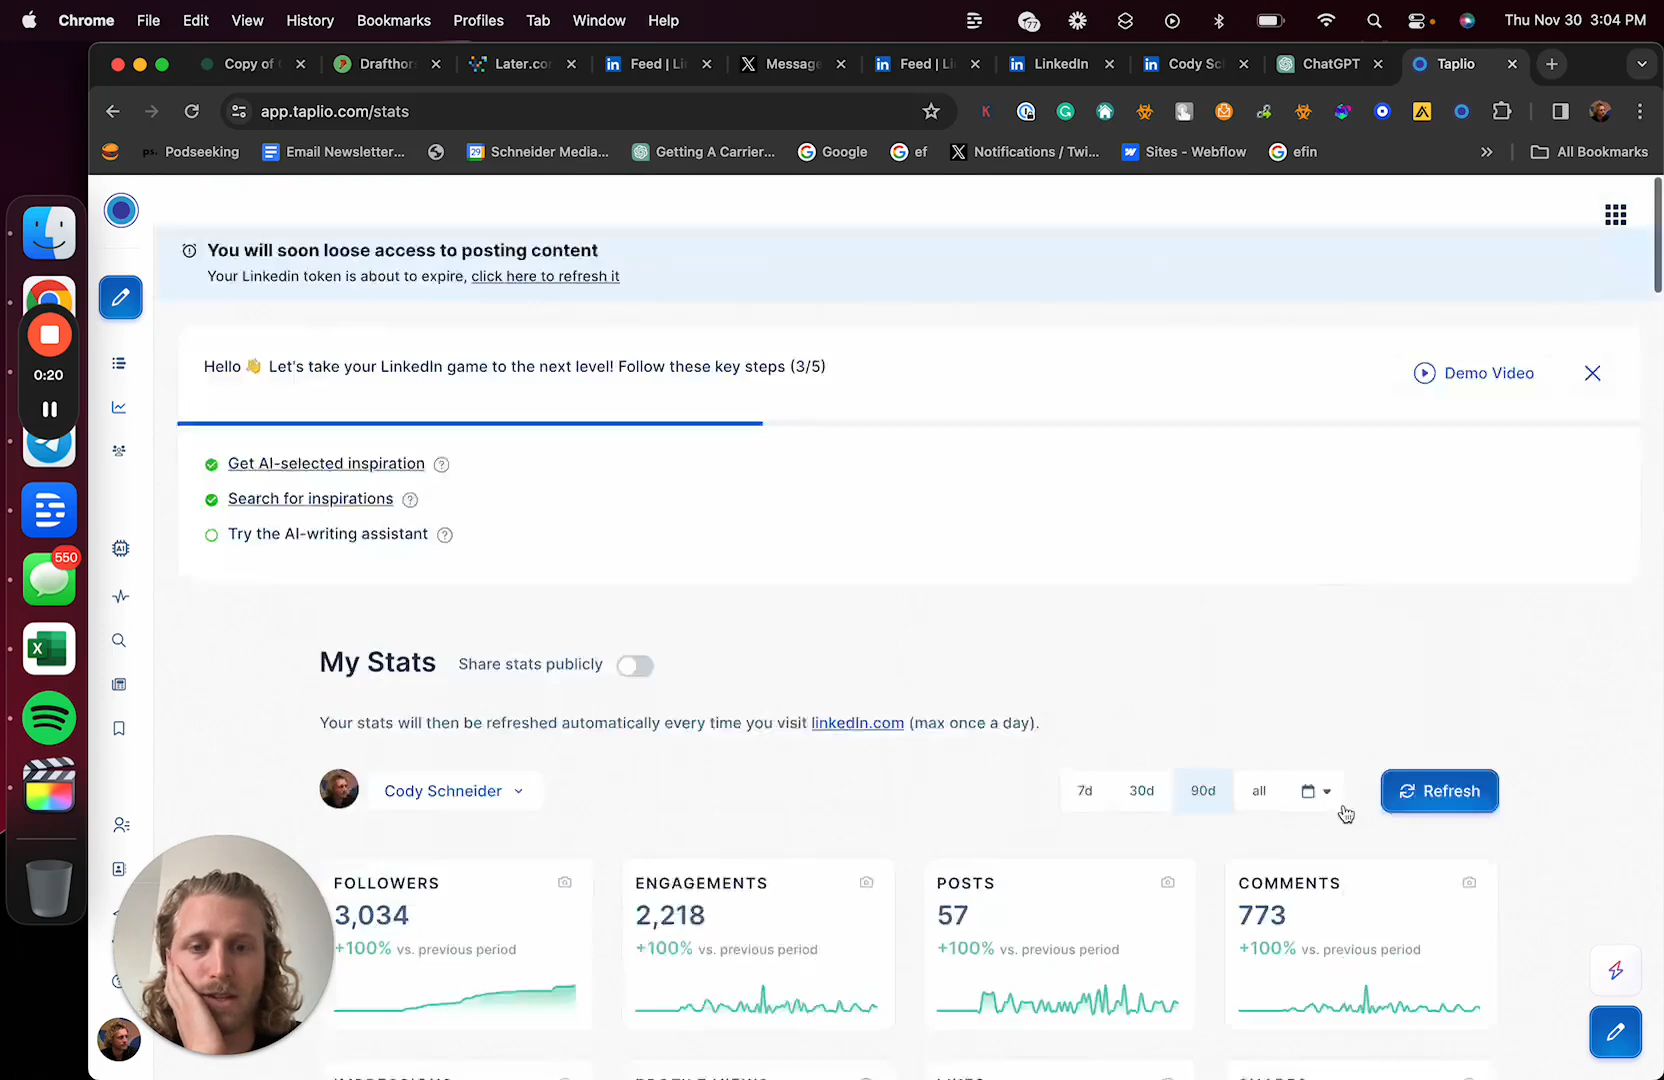 Chrome File Edit View History Bookmarks Profiles Tab Window Help 77 Thu Nov 30 3:04 PM
Copy of Drafthor Later.co Feed | Li Message Feed | Li LinkedIn Cody Sc ChatGPT Taplio
app.taplio.com/stats
ps. Podseeking Email Newsletter... 29 Schneider Media... Getting A Carrier... Google ef Notifications / Twi... Sites - Webflow efin All Bookmarks
You will soon loose access to posting content
Your Linkedin token is about to expire, click here to refresh it
0:20
Hello 👋 Let's take your LinkedIn game to the next level! Follow these key steps (3/5)
Demo Video
Get AI-selected inspiration ?
Search for inspirations ?
Try the AI-writing assistant ?
AI
550
My Stats Share stats publicly
Your stats will then be refreshed automatically every time you visit linkedIn.com (max once a day).
Cody Schneider 7d 30d 90d all Refresh
FOLLOWERS
3,034
+100% vs. previous period
ENGAGEMENTS
2,218
+100% vs. previous period
POSTS
57
+100% vs. previous period
COMMENTS
773
+100% vs. previous period